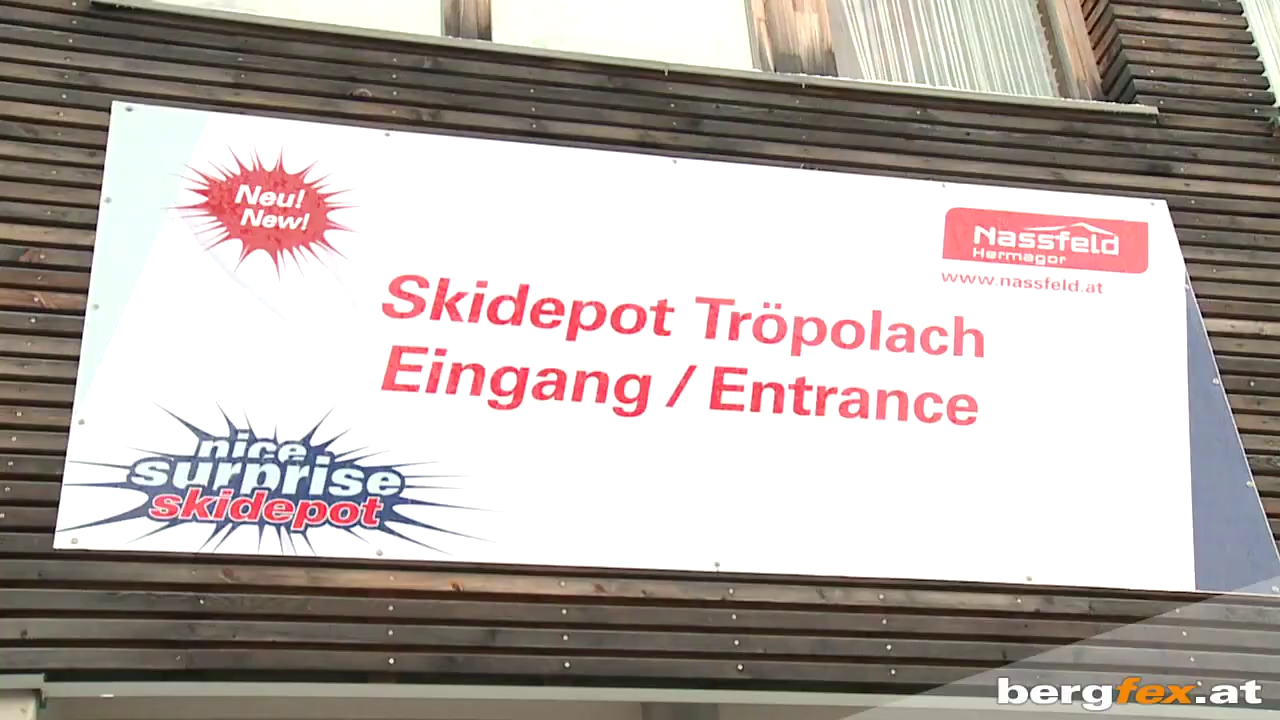 Neu!
New!
Nassfeld
Hermagor
www.nassfeld.at
Skidepot Tröpolach
Eingang / Entrance
nice
surprise
skidepot
bergfex.at